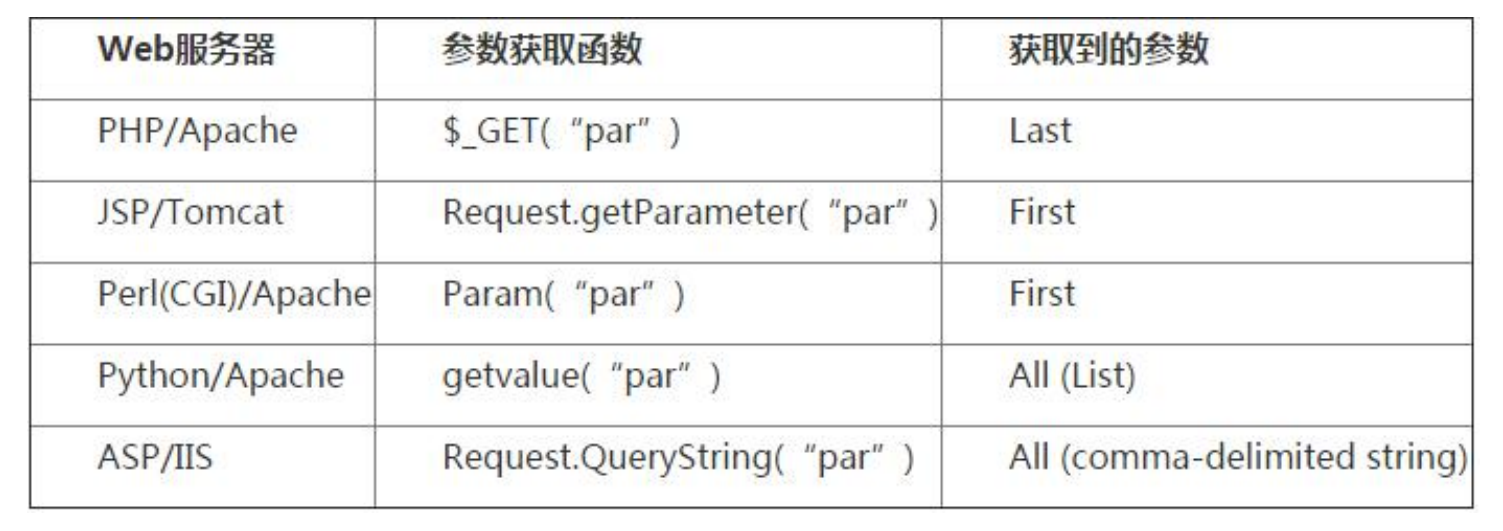 Web服务器 参数获取函数 获取到的参数
PHP/Apache $_GET(“par”) Last
JSP/Tomcat Request.getParameter(“par”) First
Perl(CGI)/Apache Param(“par”) First
Python/Apache getvalue(“par”) All (List)
ASP/IIS Request.QueryString(“par”) All (comma-delimited string)